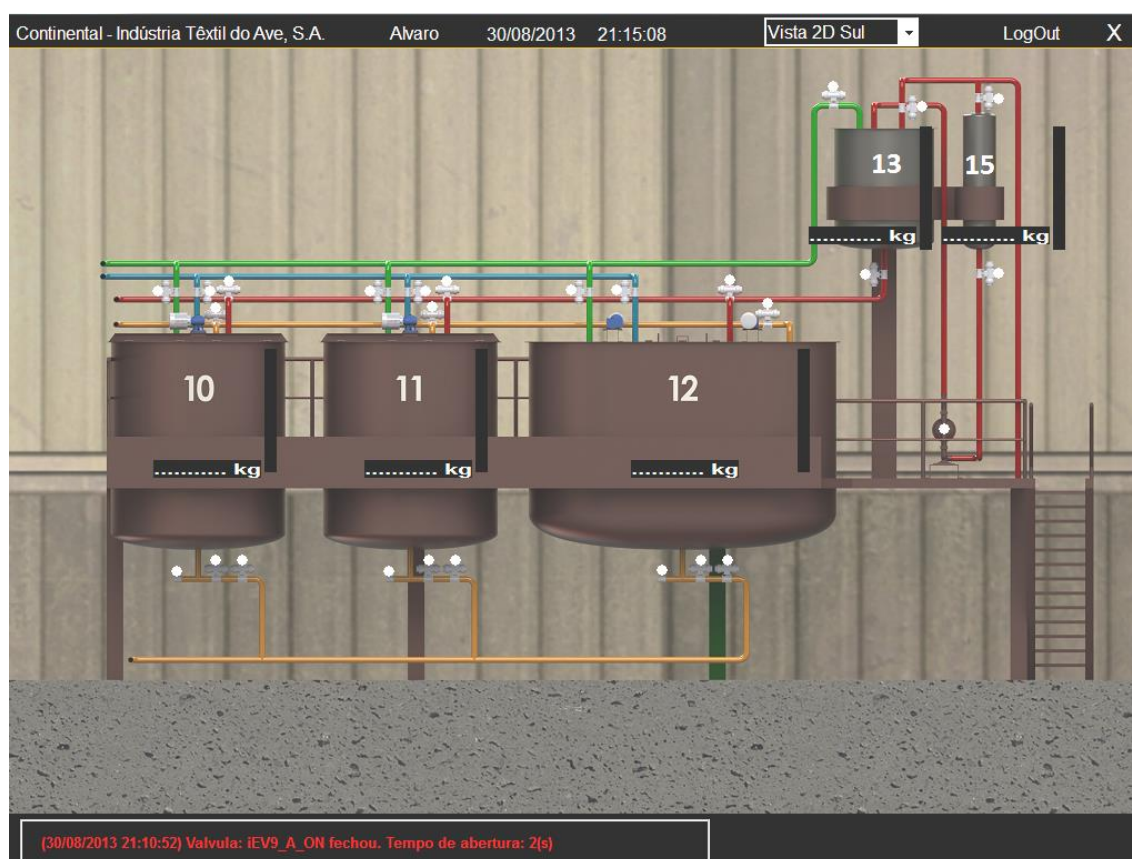 Continental - Indústria Têxtil do Ave, S.A. Alvaro 30/08/2013 21:15:08 Vista 2D Sul LogOut X
13 15
........... kg ........... kg
10 11 12
........... kg ........... kg ........... kg
(30/08/2013 21:10:52) Valvula: iEV9_A_ON fechou. Tempo de abertura: 2(s)